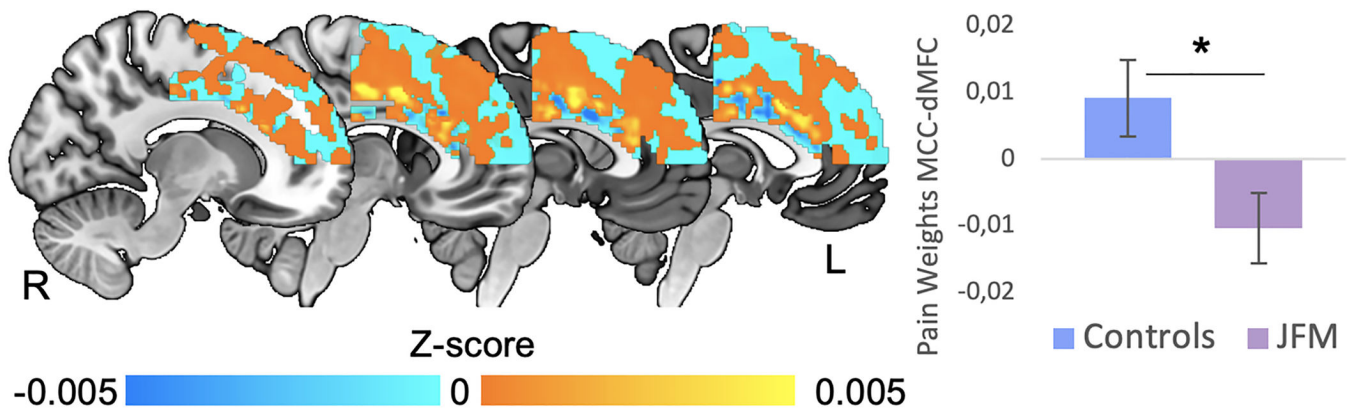 R
L
Z-score
-0.005
0
0.005
Pain Weights MCC-dMFC
0,02
0,01
0
-0,01
-0,02
*
Controls
JFM